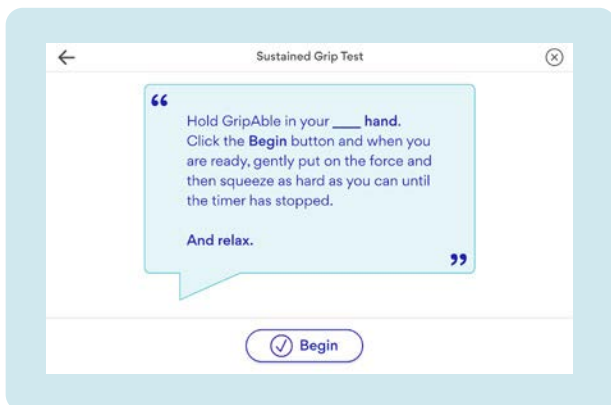 Sustained Grip Test
“
Hold GripAble in your ____ hand.
Click the Begin button and when you
are ready, gently put on the force and
then squeeze as hard as you can until
the timer has stopped.
And relax.
”
Begin